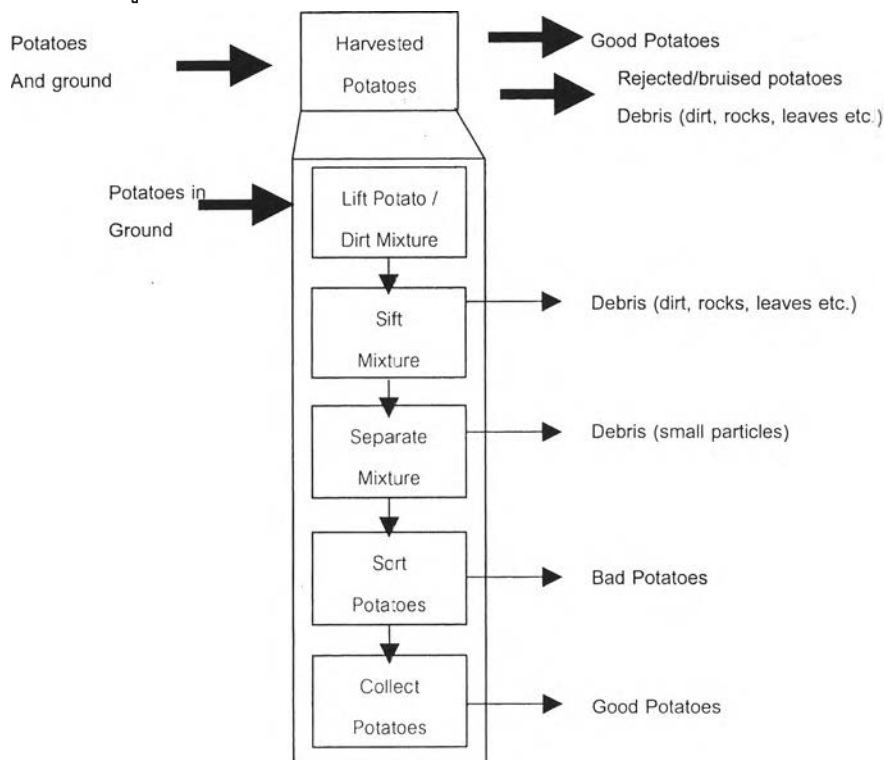 Potatoes
And ground
Harvested
Potatoes
Good Potatoes
Rejected/bruised potatoes
Debris (dirt, rocks, leaves etc.)
Potatoes in
Ground
Lift Potato /
Dirt Mixture
Sift
Mixture
Debris (dirt, rocks, leaves etc.)
Separate
Mixture
Debris (small particles)
Sort
Potatoes
Bad Potatoes
Collect
Potatoes
Good Potatoes